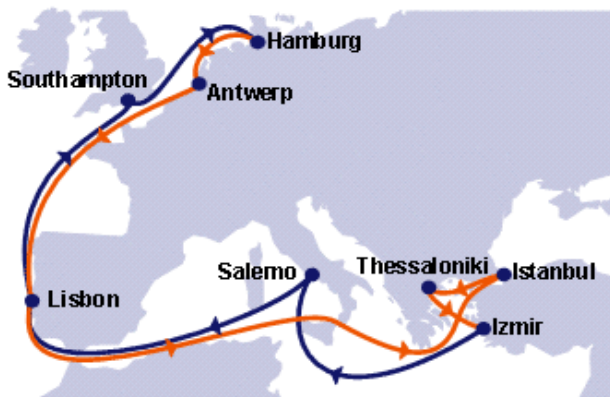 Hamburg
Southampton
Antwerp
Thessaloniki
Salerno
Istanbul
Lisbon
Izmir